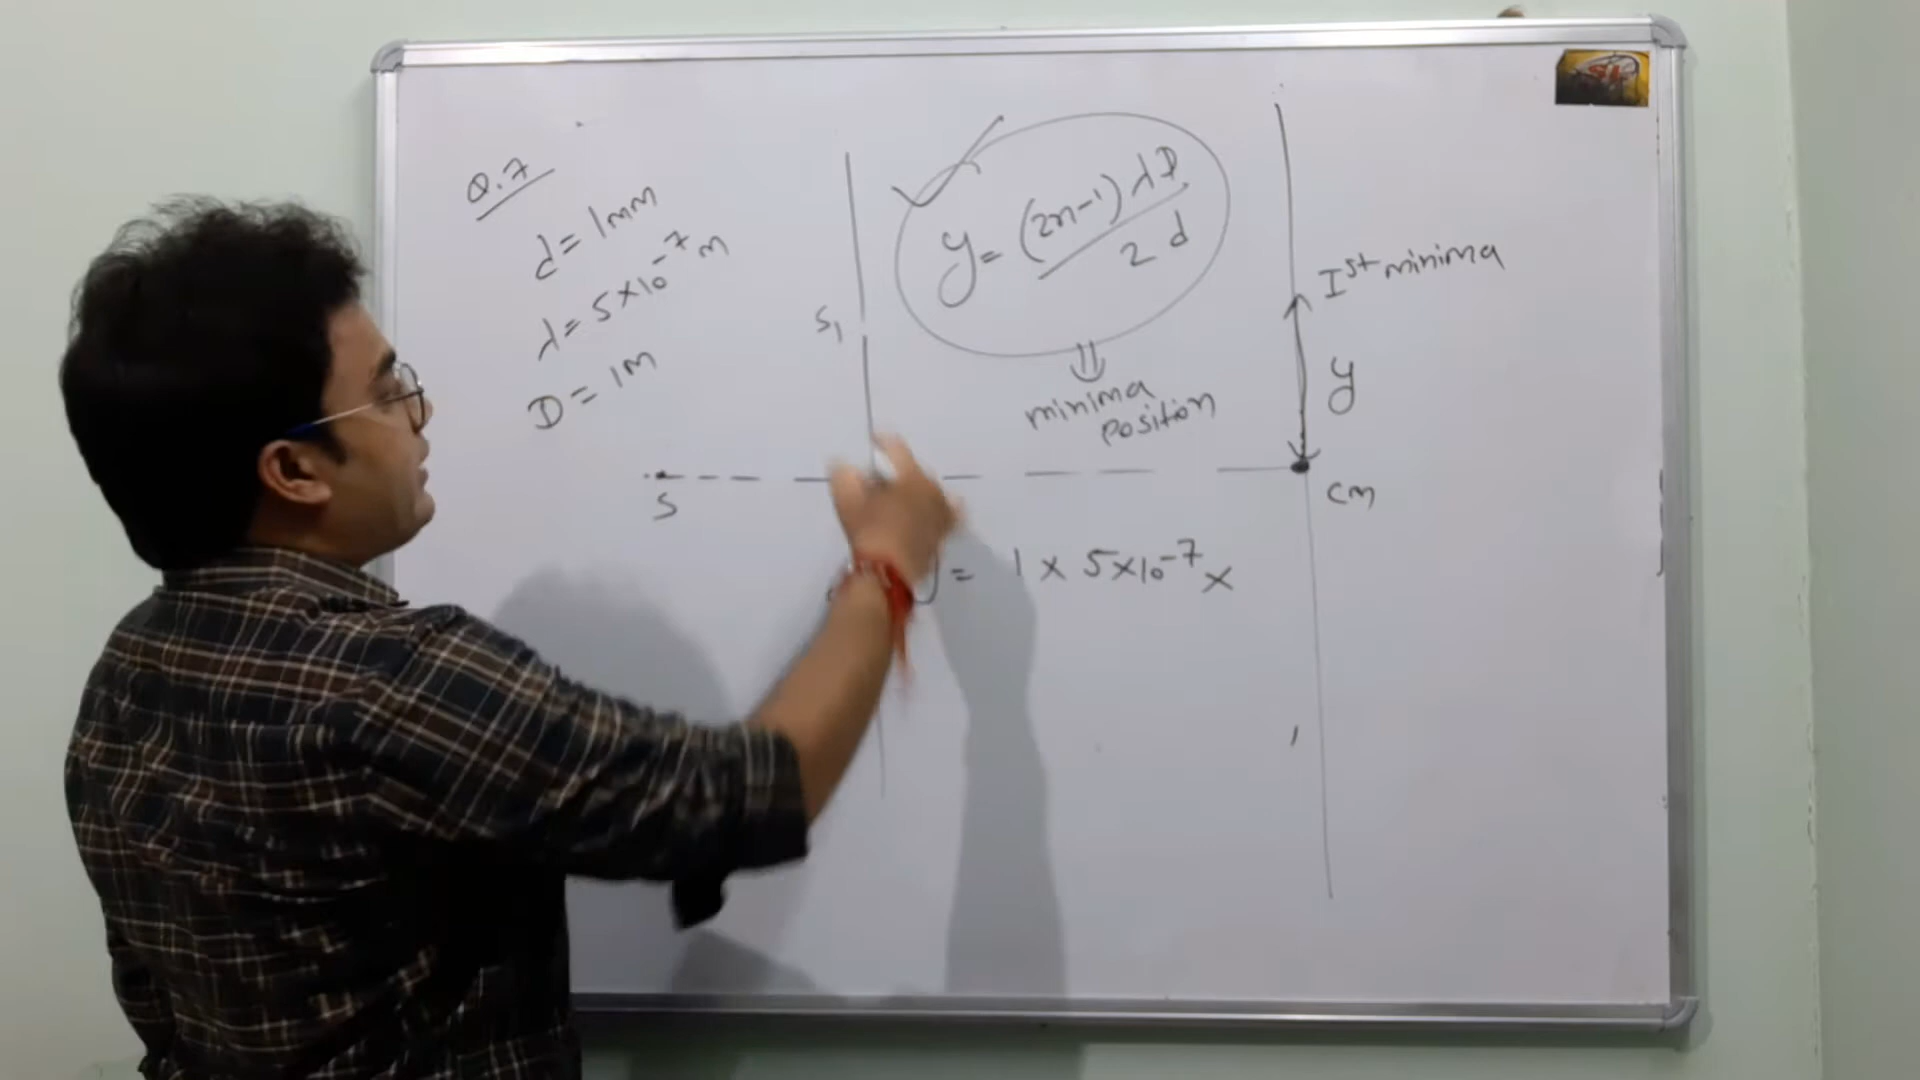 Q.7
d = 1mm
λ = 5×10⁻⁷ m
D = 1m
y = (2n-1) λD / 2d
minima
position
S₁
S
Iˢᵗ minima
y
cm
y = 1 × 5×10⁻⁷ ×